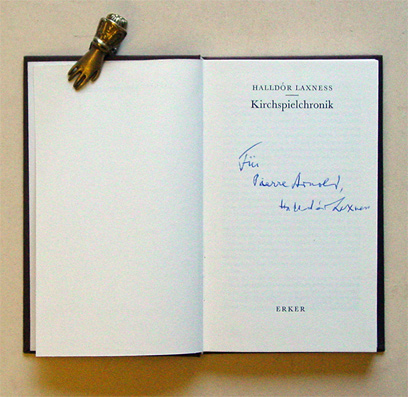 HALLDÓR LAXNESS
Kirchspielchronik
Für
Pierre Arnold,
Halldór Laxness
ERKER